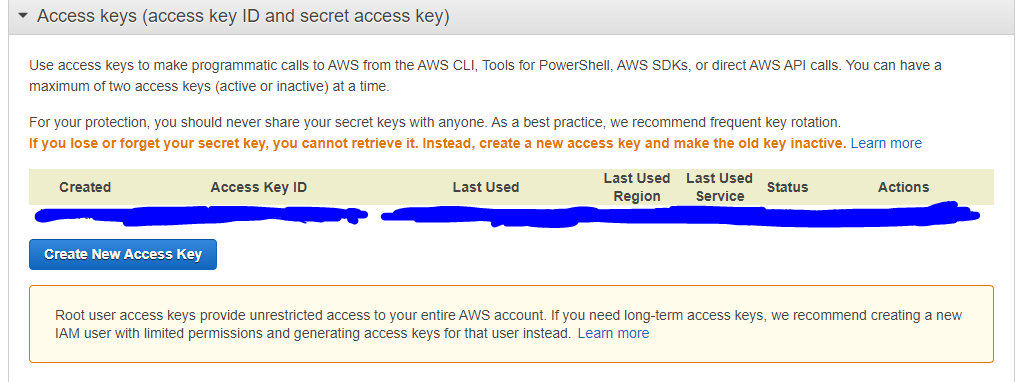 Access keys (access key ID and secret access key)
Use access keys to make programmatic calls to AWS from the AWS CLI, Tools for PowerShell, AWS SDKs, or direct AWS API calls. You can have a
maximum of two access keys (active or inactive) at a time.
For your protection, you should never share your secret keys with anyone. As a best practice, we recommend frequent key rotation.
If you lose or forget your secret key, you cannot retrieve it. Instead, create a new access key and make the old key inactive. Learn more
Created Access Key ID Last Used Last Used Region Last Used Service Status Actions
Create New Access Key
Root user access keys provide unrestricted access to your entire AWS account. If you need long-term access keys, we recommend creating a new
IAM user with limited permissions and generating access keys for that user instead. Learn more